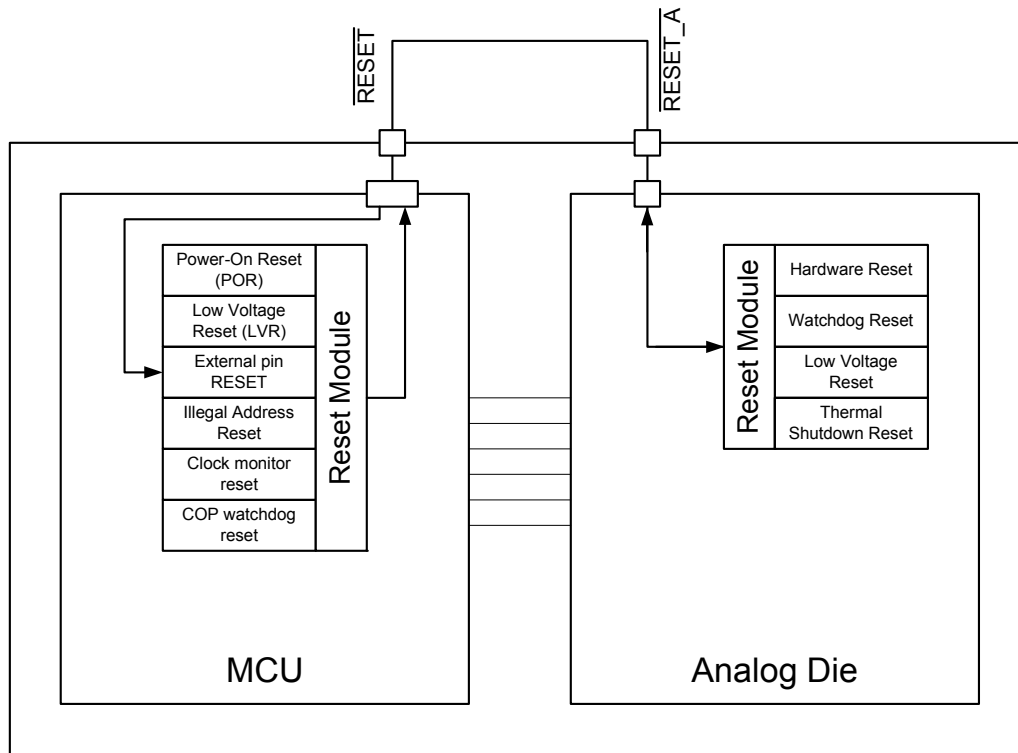 RESET
RESET_A
Power-On Reset
(POR)
Low Voltage
Reset (LVR)
External pin
RESET
Illegal Address
Reset
Clock monitor
reset
COP watchdog
reset
Reset Module
Reset Module
Hardware Reset
Watchdog Reset
Low Voltage
Reset
Thermal
Shutdown Reset
MCU
Analog Die